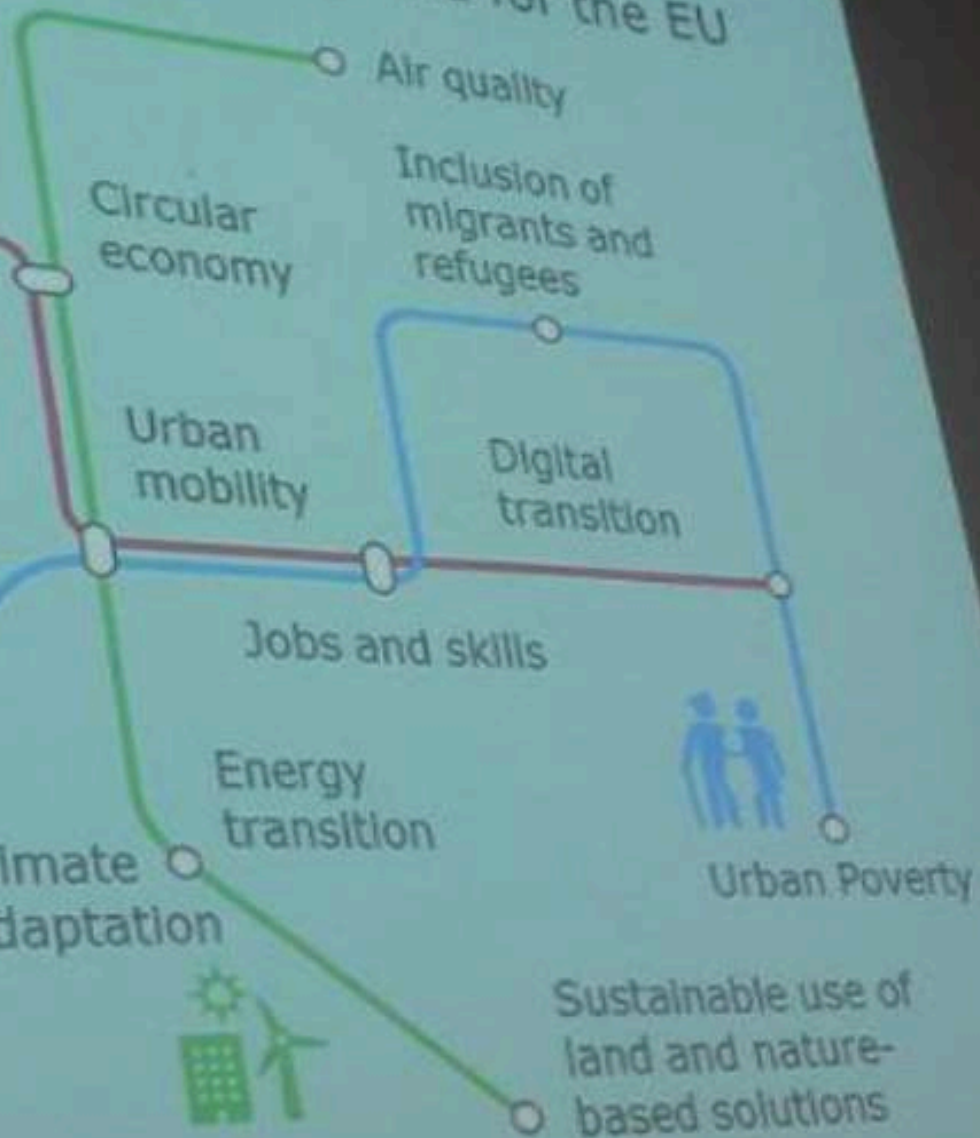 for the EU
Air quality
Inclusion of
migrants and
refugees
Circular
economy
Urban
mobility
Digital
transition
Jobs and skills
Energy
transition
imate
daptation
Urban Poverty
Sustainable use of
land and nature-
based solutions